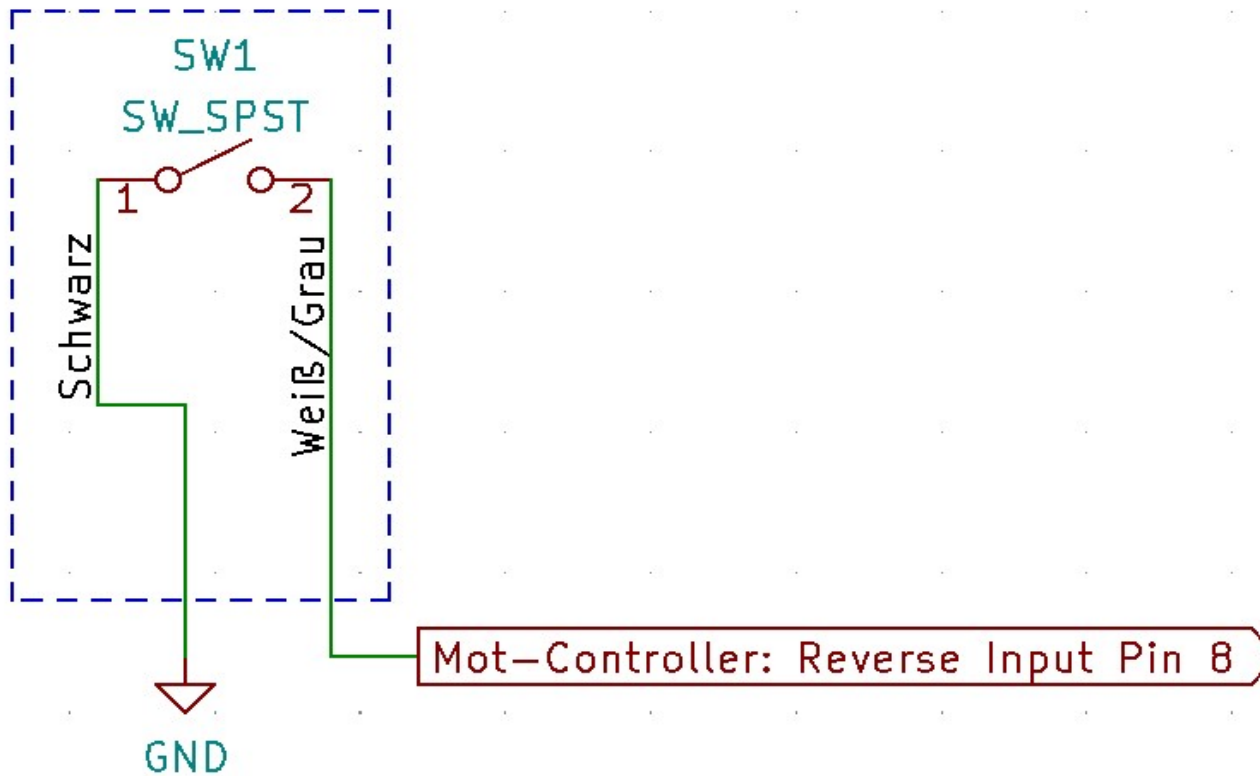 SW1
SW_SPST
1
2
Schwarz
Weiß/Grau
Mot-Controller: Reverse Input Pin 8
GND